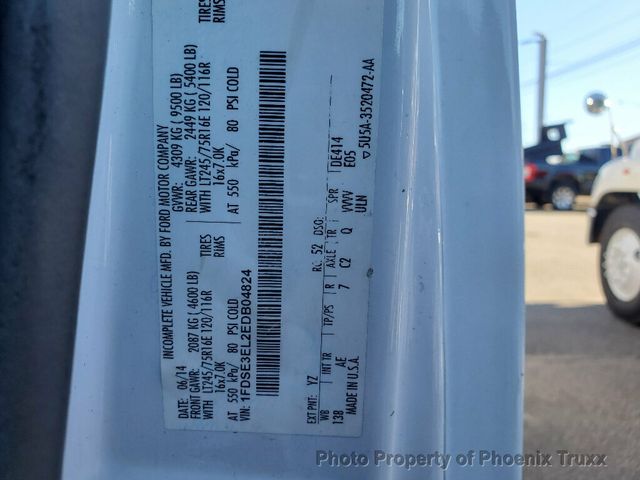 INCOMPLETE VEHICLE MFD. BY FORD MOTOR COMPANY
DATE: 06/14 GVWR: 4309 KG ( 9500 LB)
FRONT GAWR: 2087 KG ( 4600 LB) REAR GAWR: 2449 KG ( 5400 LB)
WITH LT245/75R16E 120/116R TIRES WITH LT245/75R16E 120/116R TIRES
16x7.0K RIMS 16x7.0K RIMS
AT 550 kPa/ 80 PSI COLD AT 550 kPa/ 80 PSI COLD
VIN: 1FDSE3EL2EDB04824
EXT PNT: YZ RC: 52 DSO:
WB INT TR TP/PS R AXLE TR SPR DE414
138 AE 7 C2 Q VWVV E05
MADE IN U.S.A. ULN
▽5U5A-3520472-AA
Photo Property of Phoenix Truxx